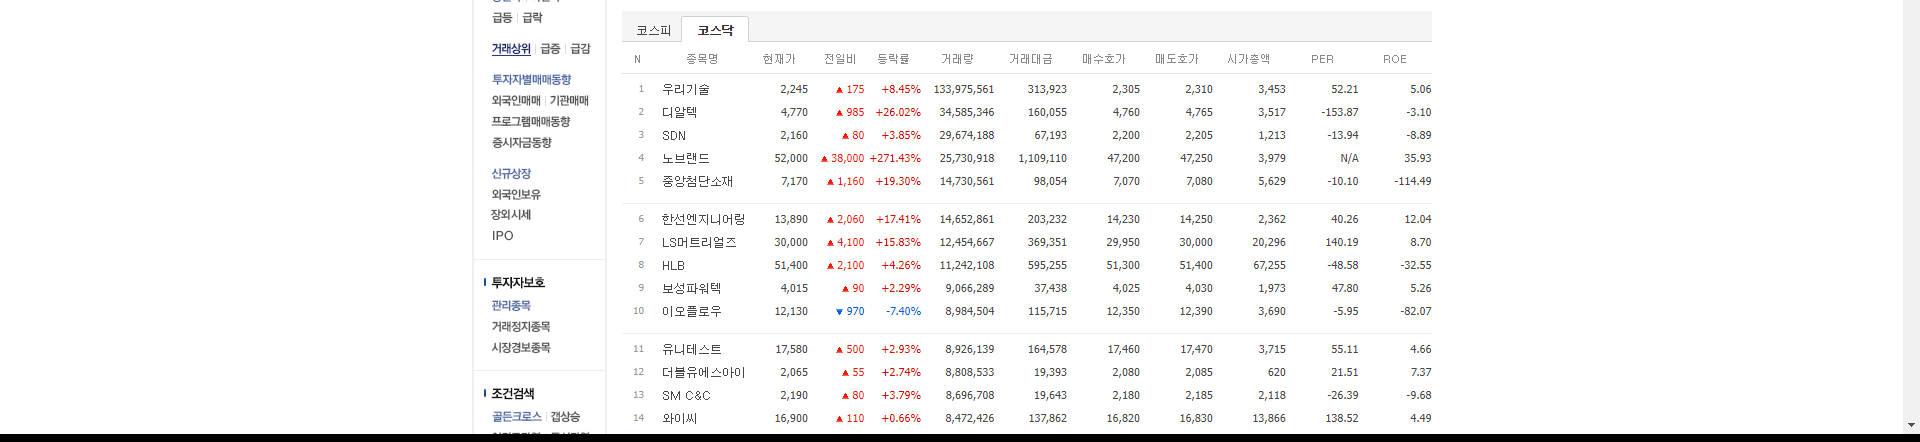 급등 | 급락
거래상위 | 급증 | 급감
투자자별매매동향
외국인매매 | 기관매매
프로그램매매동향
증시자금동향
신규상장
외국인보유
장외시세
IPO
투자자보호
관리종목
거래정지종목
시장경보종목
조건검색
골든크로스 | 갭상승
코스피 코스닥
N 종목명 현재가 전일비 등락률 거래량 거래대금 매수호가 매도호가 시가총액 PER ROE
1 우리기술 2,245 ▲ 175 +8.45% 133,975,561 313,923 2,305 2,310 3,453 52.21 5.06
2 디알텍 4,770 ▲ 985 +26.02% 34,585,346 160,055 4,760 4,765 3,517 -153.87 -3.10
3 SDN 2,160 ▲ 80 +3.85% 29,674,188 67,193 2,200 2,205 1,213 -13.94 -8.89
4 노브랜드 52,000 ▲ 38,000 +271.43% 25,730,918 1,109,110 47,200 47,250 3,979 N/A 35.93
5 중앙첨단소재 7,170 ▲ 1,160 +19.30% 14,730,561 98,054 7,070 7,080 5,629 -10.10 -114.49
6 한선엔지니어링 13,890 ▲ 2,060 +17.41% 14,652,861 203,232 14,230 14,250 2,362 40.26 12.04
7 LS머트리얼즈 30,000 ▲ 4,100 +15.83% 12,454,667 369,351 29,950 30,000 20,296 140.19 8.70
8 HLB 51,400 ▲ 2,100 +4.26% 11,242,108 595,255 51,300 51,400 67,255 -48.58 -32.55
9 보성파워텍 4,015 ▲ 90 +2.29% 9,066,289 37,438 4,025 4,030 1,973 47.80 5.26
10 이오플로우 12,130 ▼ 970 -7.40% 8,984,504 115,715 12,350 12,390 3,690 -5.95 -82.07
11 유니테스트 17,580 ▲ 500 +2.93% 8,926,139 164,578 17,460 17,470 3,715 55.11 4.66
12 더블유에스아이 2,065 ▲ 55 +2.74% 8,808,533 19,393 2,080 2,085 620 21.51 7.37
13 SM C&C 2,190 ▲ 80 +3.79% 8,696,708 19,643 2,180 2,185 2,118 -26.39 -9.68
14 와이씨 16,900 ▲ 110 +0.66% 8,472,426 137,862 16,820 16,830 13,866 138.52 4.49